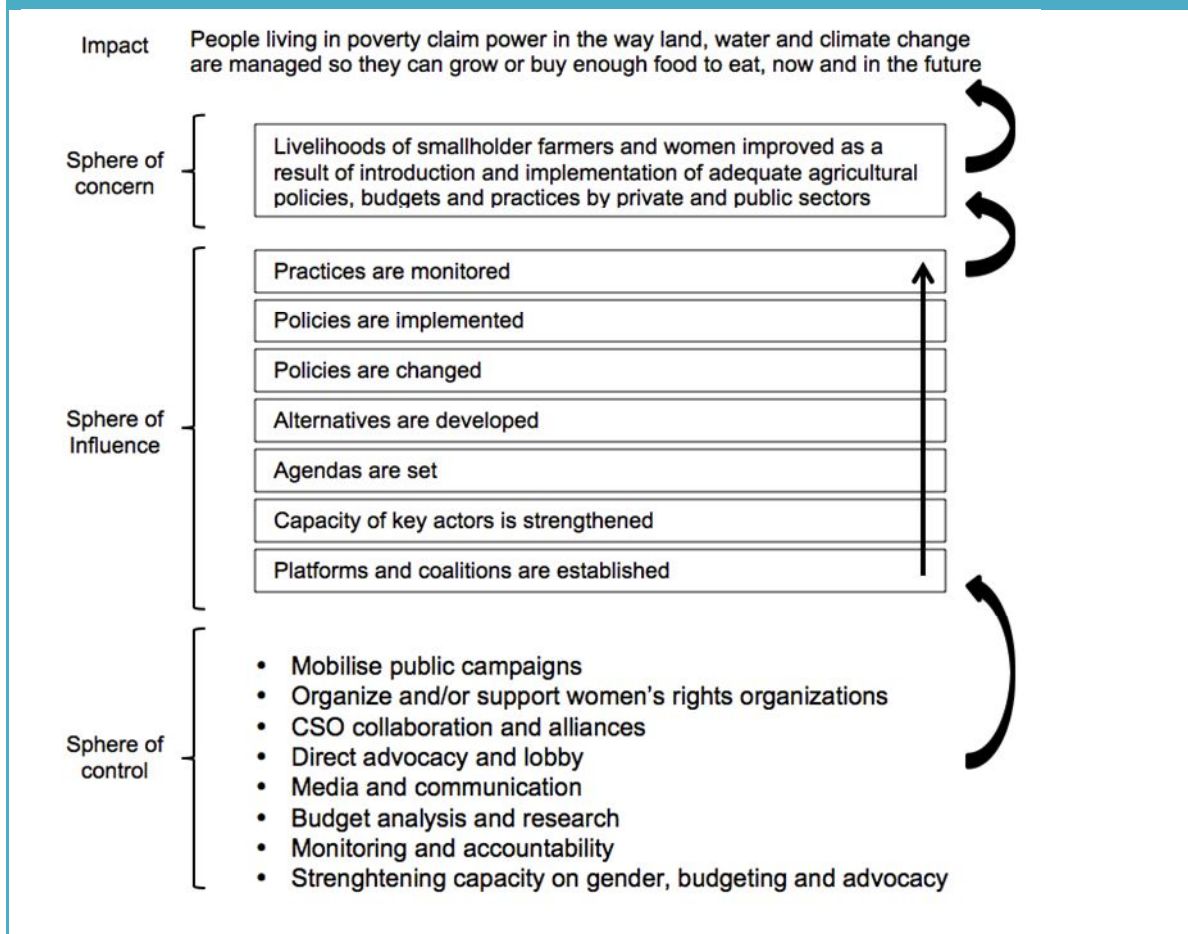 Impact
People living in poverty claim power in the way land, water and climate change
are managed so they can grow or buy enough food to eat, now and in the future
Sphere of
concern
Livelihoods of smallholder farmers and women improved as a
result of introduction and implementation of adequate agricultural
policies, budgets and practices by private and public sectors
Sphere of
Influence
Practices are monitored
Policies are implemented
Policies are changed
Alternatives are developed
Agendas are set
Capacity of key actors is strengthened
Platforms and coalitions are established
Sphere of
control
• Mobilise public campaigns
• Organize and/or support women's rights organizations
• CSO collaboration and alliances
• Direct advocacy and lobby
• Media and communication
• Budget analysis and research
• Monitoring and accountability
• Strenghtening capacity on gender, budgeting and advocacy